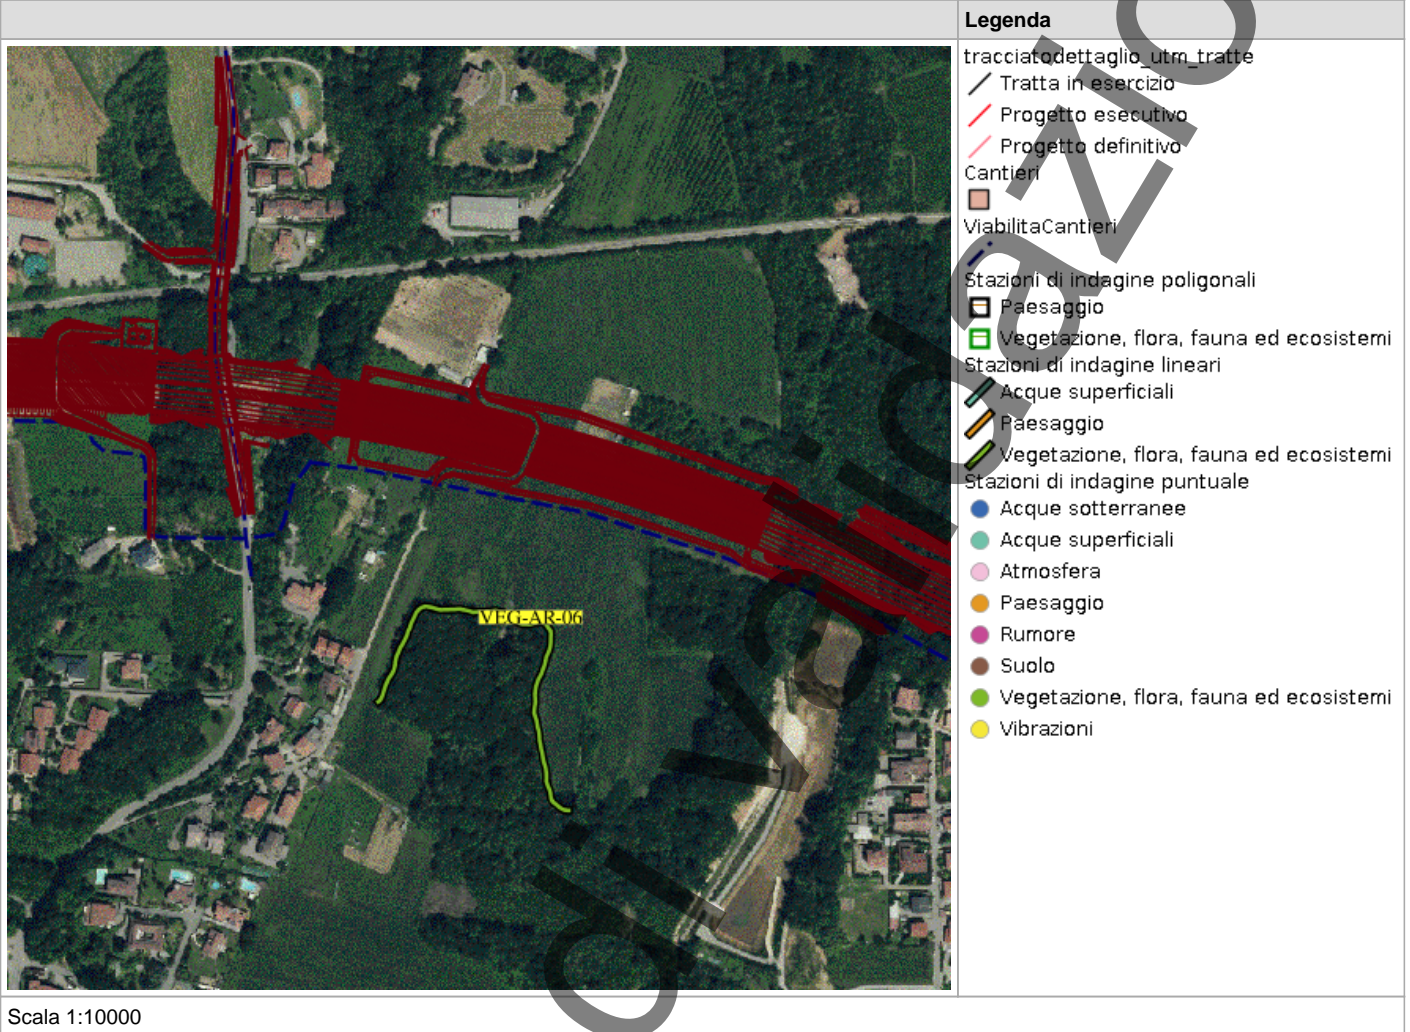 Legenda
tracciatodettaglio_utm_tratte
Tratta in esercizio
Progetto esecutivo
Progetto definitivo
Cantieri
ViabilitaCantieri
Stazioni di indagine poligonali
Paesaggio
Vegetazione, flora, fauna ed ecosistemi
Stazioni di indagine lineari
Acque superficiali
Paesaggio
Vegetazione, flora, fauna ed ecosistemi
Stazioni di indagine puntuale
Acque sotterranee
Acque superficiali
Atmosfera
Paesaggio
Rumore
Suolo
Vegetazione, flora, fauna ed ecosistemi
Vibrazioni
VEG-AR-06
di validazio
Scala 1:10000